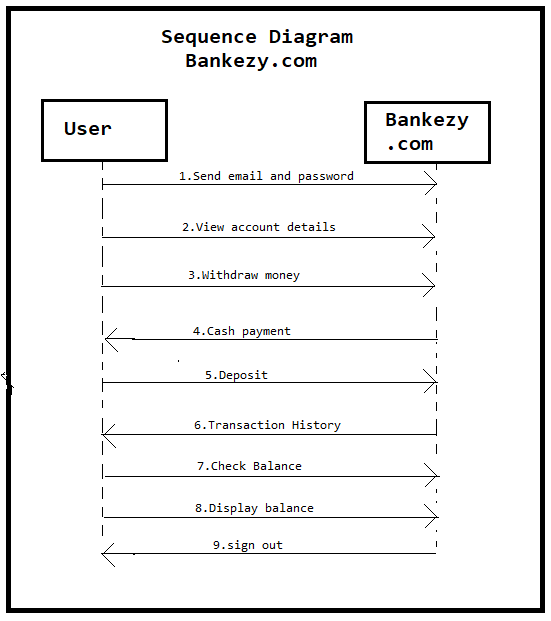 Sequence Diagram
Bankezy.com
User
Bankezy
.com
1.Send email and password
2.View account details
3.Withdraw money
4.Cash payment
5.Deposit
6.Transaction History
7.Check Balance
8.Display balance
9.sign out